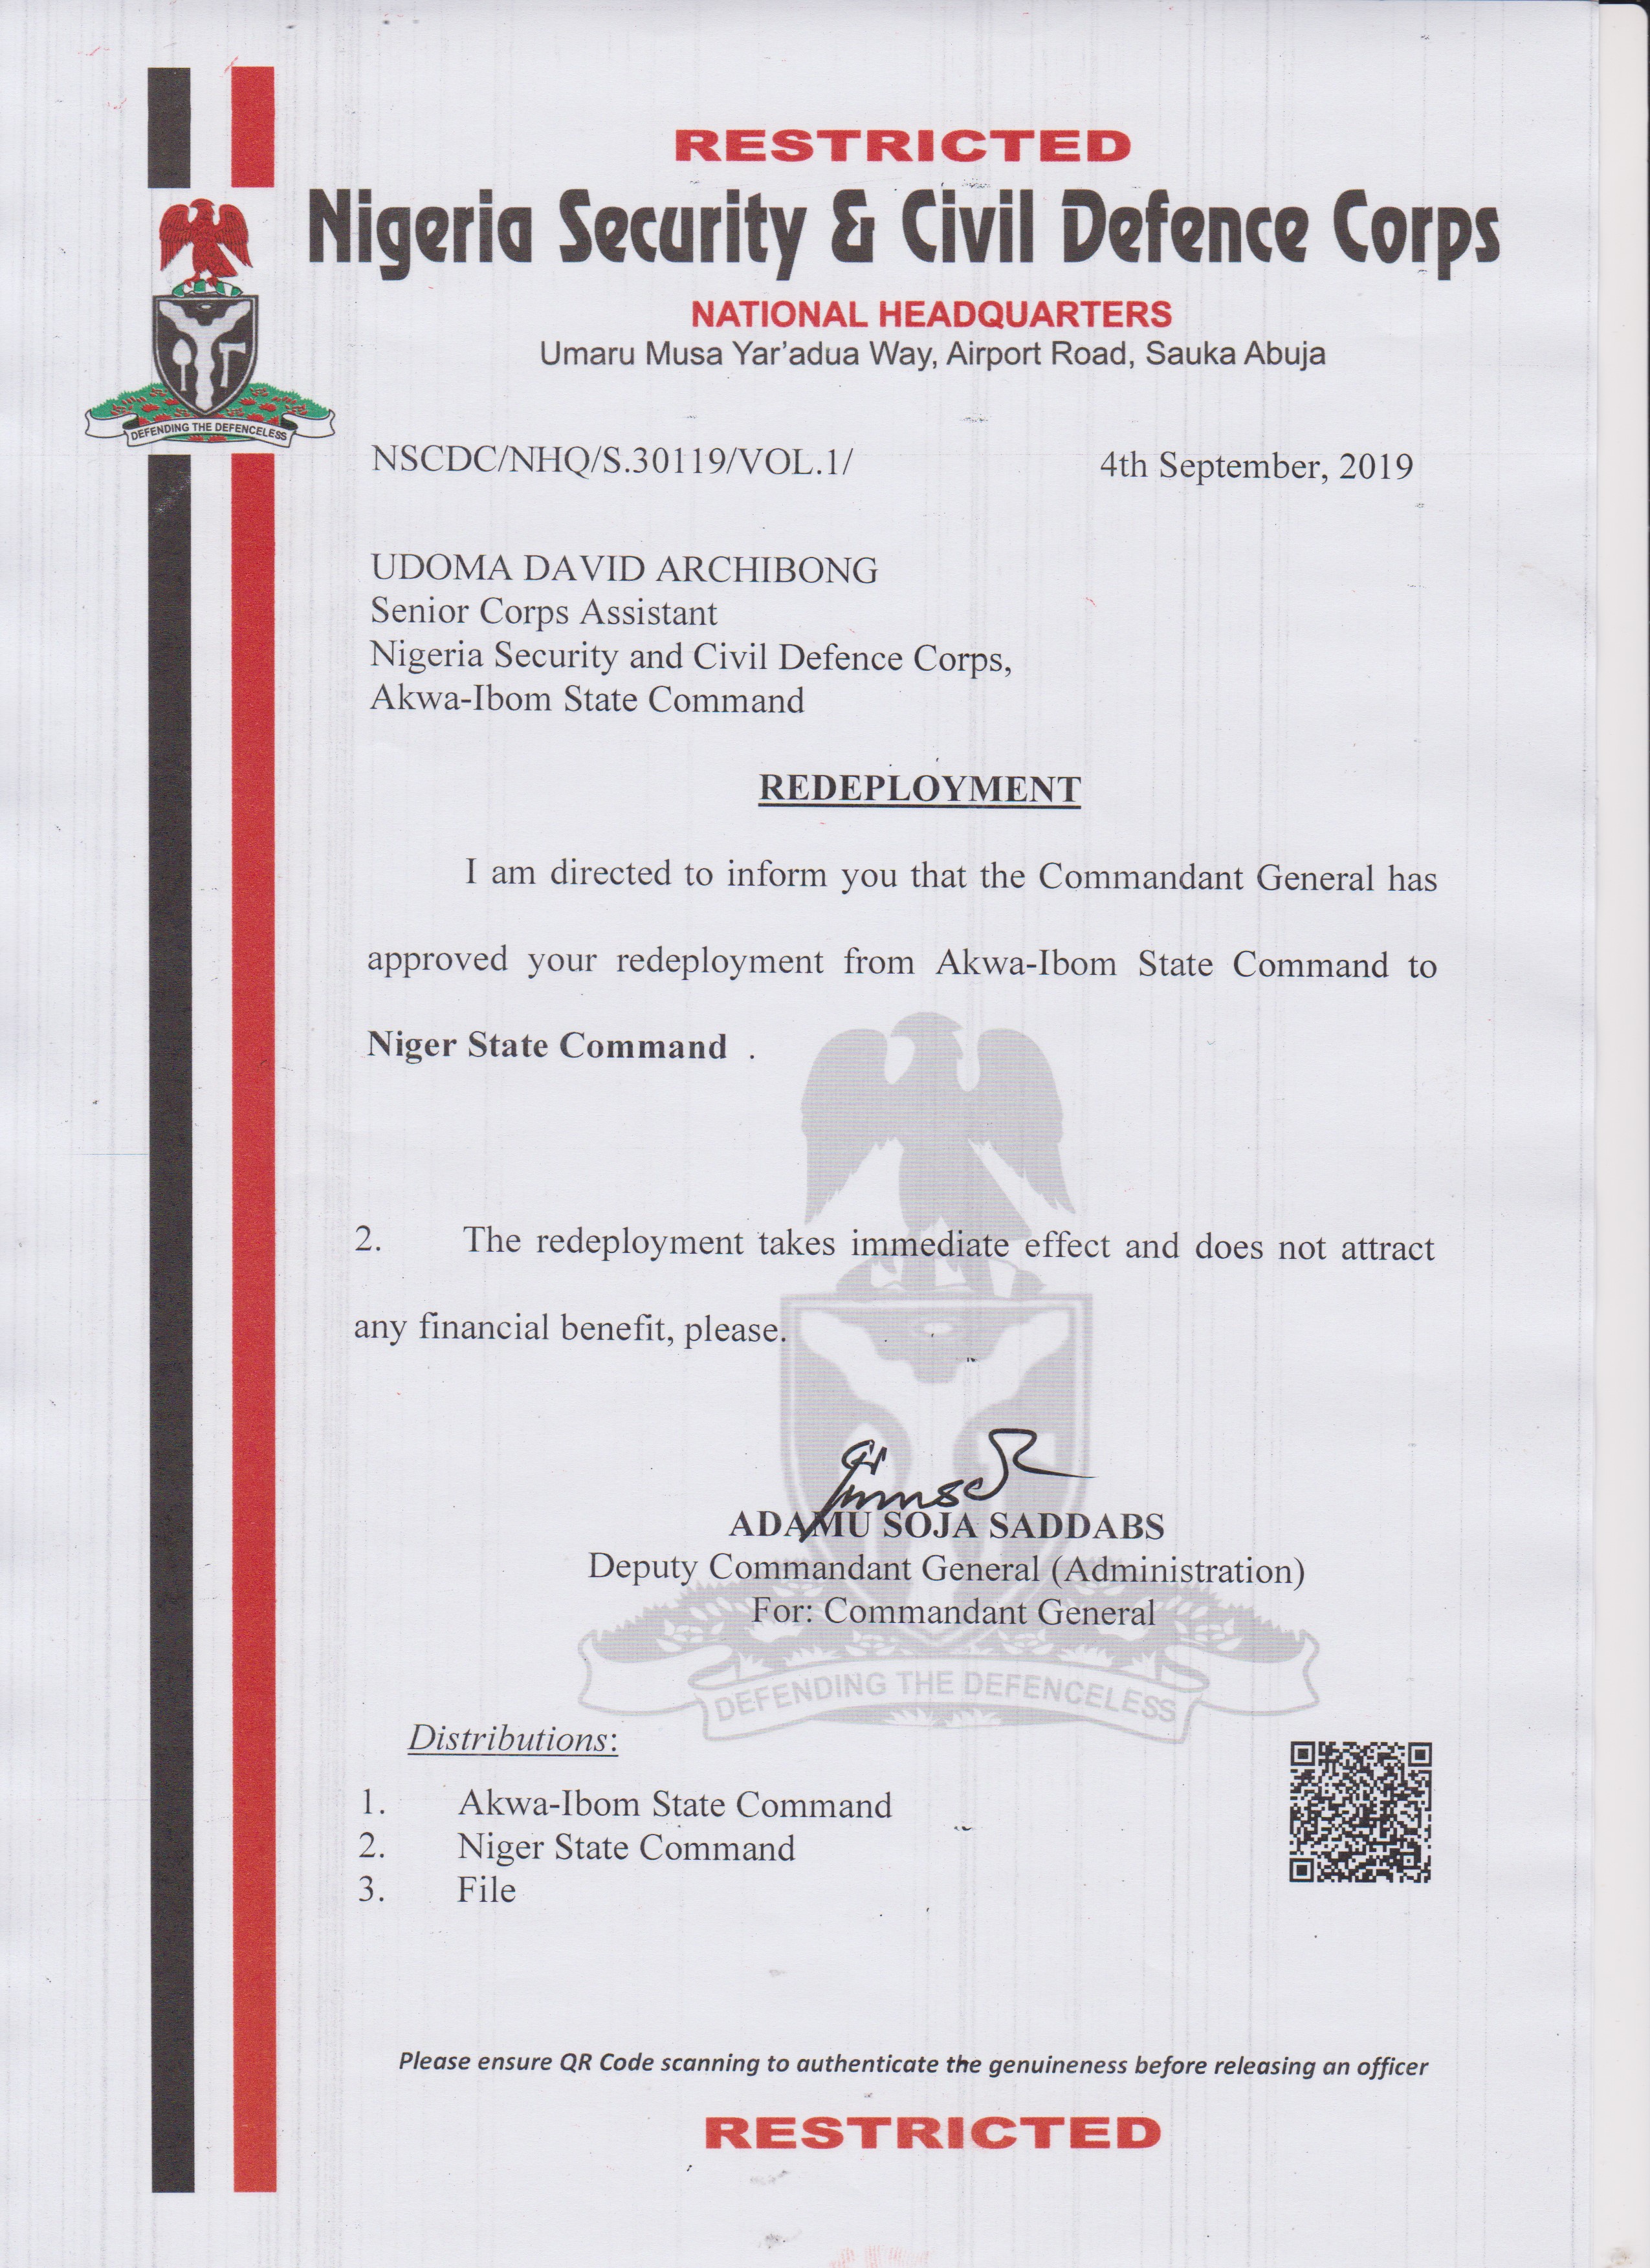 RESTRICTED
Nigeria Security & Civil Defence Corps
NATIONAL HEADQUARTERS
Umaru Musa Yar'adua Way, Airport Road, Sauka Abuja
DEFENDING THE DEFENCELESS
NSCDC/NHQ/S.30119/VOL.1/ 4th September, 2019
UDOMA DAVID ARCHIBONG
Senior Corps Assistant
Nigeria Security and Civil Defence Corps,
Akwa-Ibom State Command
REDEPLOYMENT
I am directed to inform you that the Commandant General has
approved your redeployment from Akwa-Ibom State Command to
Niger State Command .
2. The redeployment takes immediate effect and does not attract
any financial benefit, please.
ADAMU SOJA SADDABS
Deputy Commandant General (Administration)
For: Commandant General
DEFENDING THE DEFENCELESS
Distributions:
1. Akwa-Ibom State Command
2. Niger State Command
3. File
Please ensure QR Code scanning to authenticate the genuineness before releasing an officer
RESTRICTED